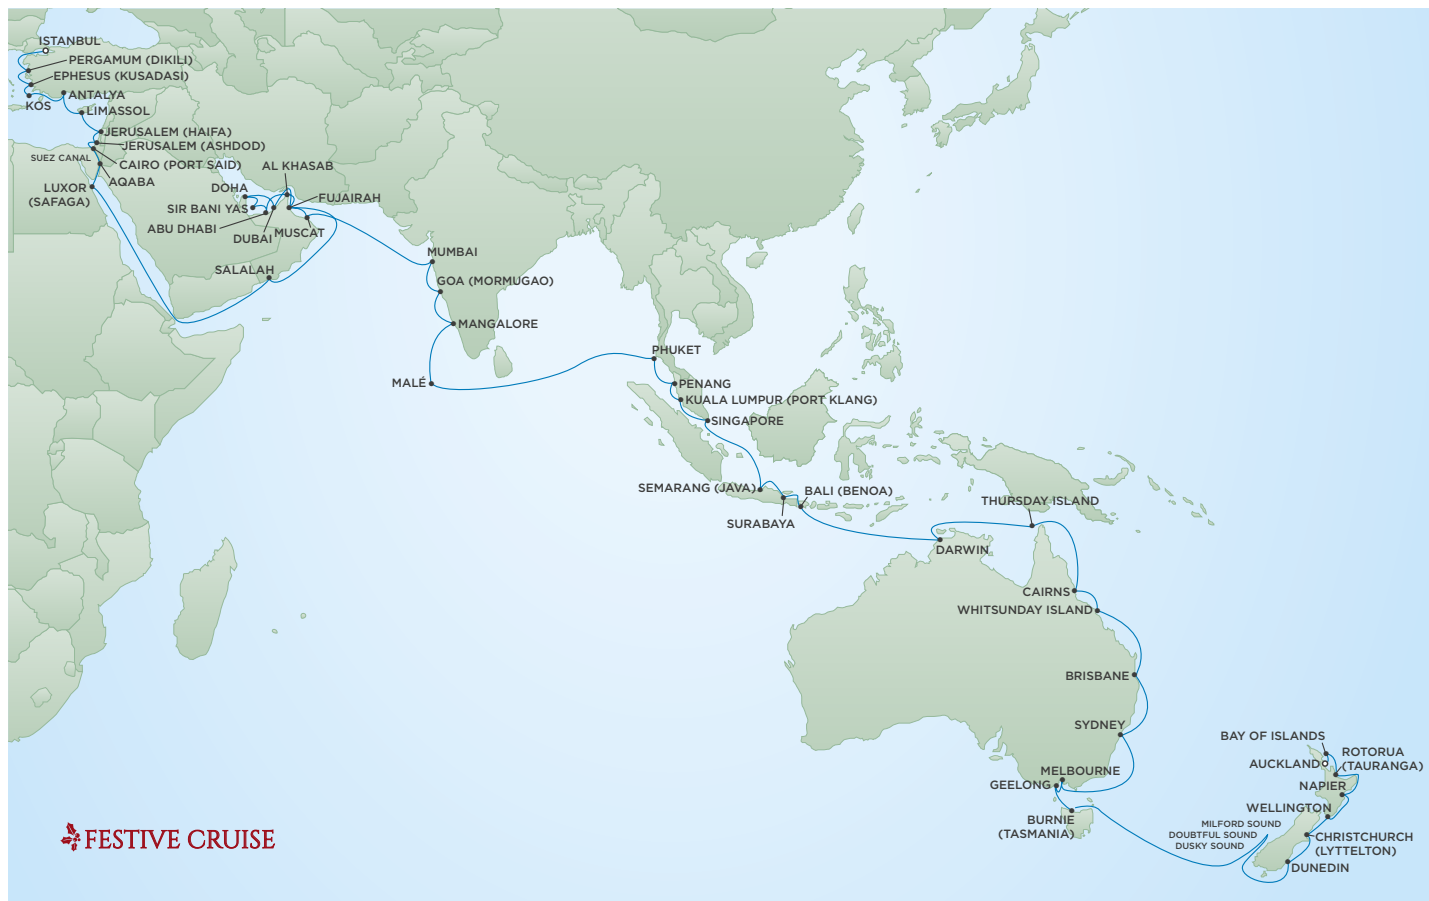 ISTANBUL
PERGAMUM (DIKILI)
EPHESUS (KUSADASI)
KOS
ANTALYA
LIMASSOL
JERUSALEM (HAIFA)
JERUSALEM (ASHDOD)
SUEZ CANAL
CAIRO (PORT SAID)
AQABA
LUXOR
(SAFAGA)
AL KHASAB
DOHA
FUJAIRAH
SIR BANI YAS
ABU DHABI
DUBAI
MUSCAT
SALALAH
MUMBAI
GOA (MORMUGAO)
MANGALORE
MALÉ
PHUKET
PENANG
KUALA LUMPUR (PORT KLANG)
SINGAPORE
SEMARANG (JAVA)
BALI (BENOA)
SURABAYA
THURSDAY ISLAND
DARWIN
CAIRNS
WHITSUNDAY ISLAND
BRISBANE
SYDNEY
MELBOURNE
GEELONG
BURNIE
(TASMANIA)
BAY OF ISLANDS
AUCKLAND
ROTORUA
(TAURANGA)
NAPIER
WELLINGTON
MILFORD SOUND
DOUBTFUL SOUND
DUSKY SOUND
CHRISTCHURCH
(LYTTELTON)
DUNEDIN
FESTIVE CRUISE